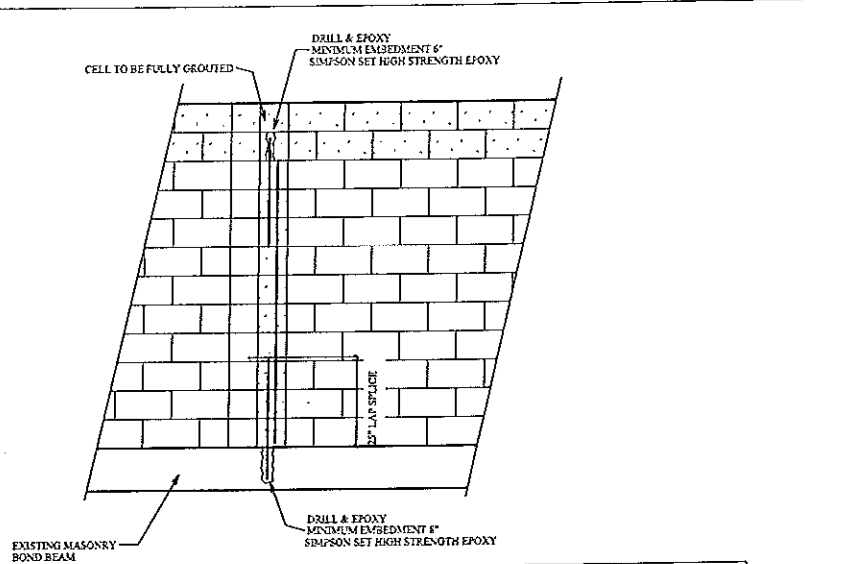 DRILL & EPOXY
MINIMUM EMBEDMENT 6"
SIMPSON SET HIGH STRENGTH EPOXY
CELL TO BE FULLY GROUTED
25" LAP SPLICE
DRILL & EPOXY
MINIMUM EMBEDMENT 6"
SIMPSON SET HIGH STRENGTH EPOXY
EXISTING MASONRY
BOND BEAM